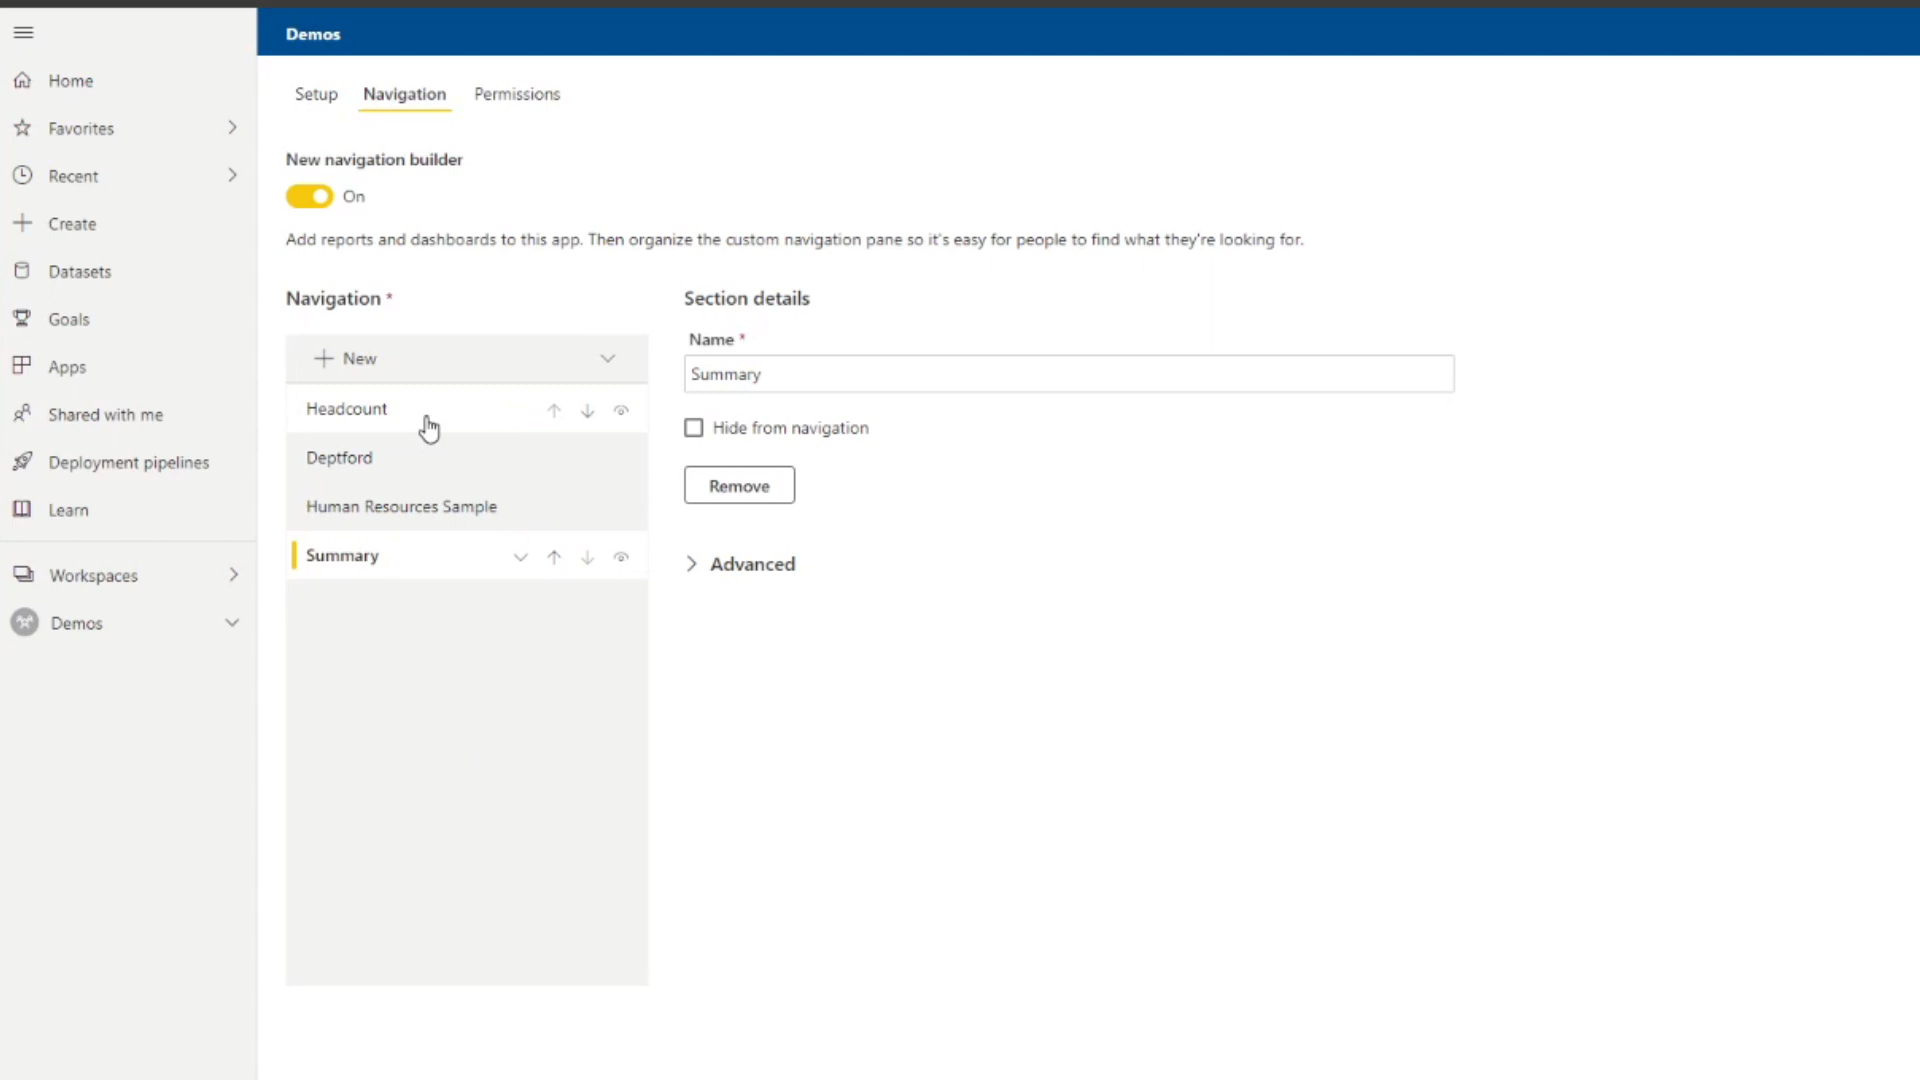 Demos
Home
Favorites
Recent
Create
Datasets
Goals
Apps
Shared with me
Deployment pipelines
Learn
Workspaces
Demos
Setup Navigation Permissions
New navigation builder
On
Add reports and dashboards to this app. Then organize the custom navigation pane so it's easy for people to find what they're looking for.
Navigation *
New
Headcount
Deptford
Human Resources Sample
Summary
Section details
Name *
Summary
Hide from navigation
Remove
Advanced